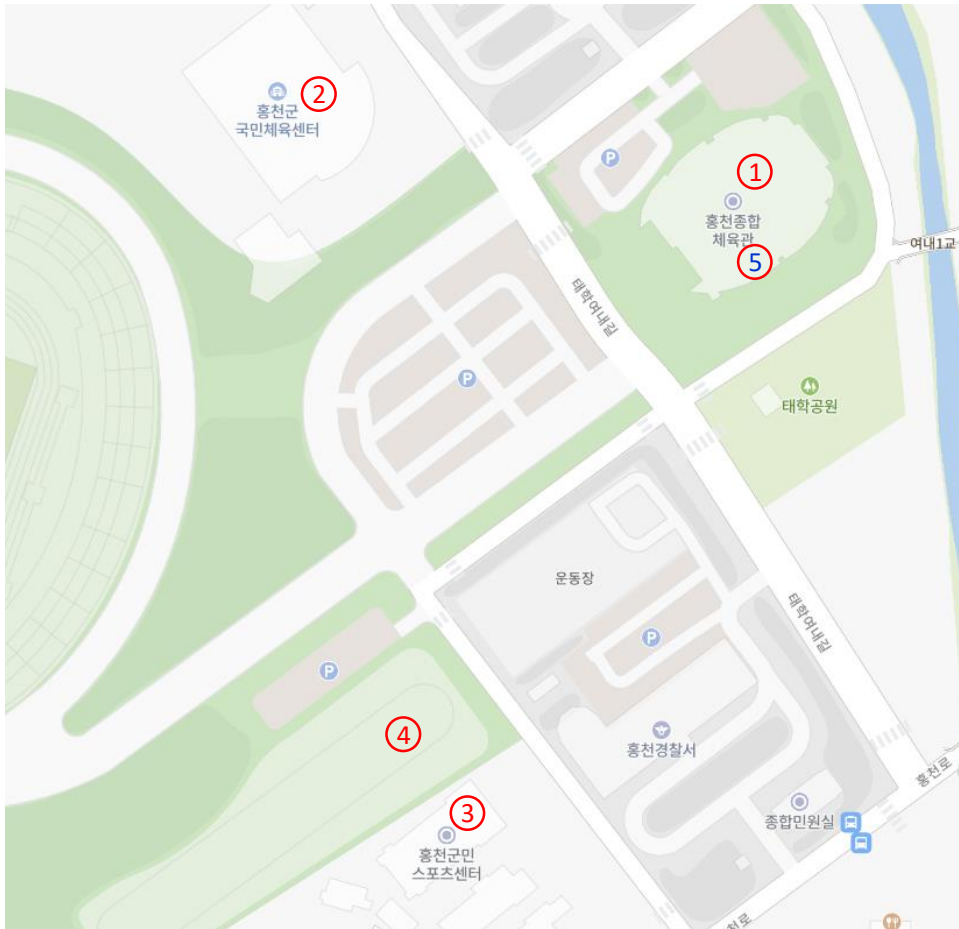 ②
홍천군
국민체육센터
P
①
홍천종합
체육관
⑤
여내1교
태학여내길
P
태학공원
운동장
태학여내길
P
P
④
홍천경찰서
홍천로
③
종합민원실
홍천군민
스포츠센터
천로